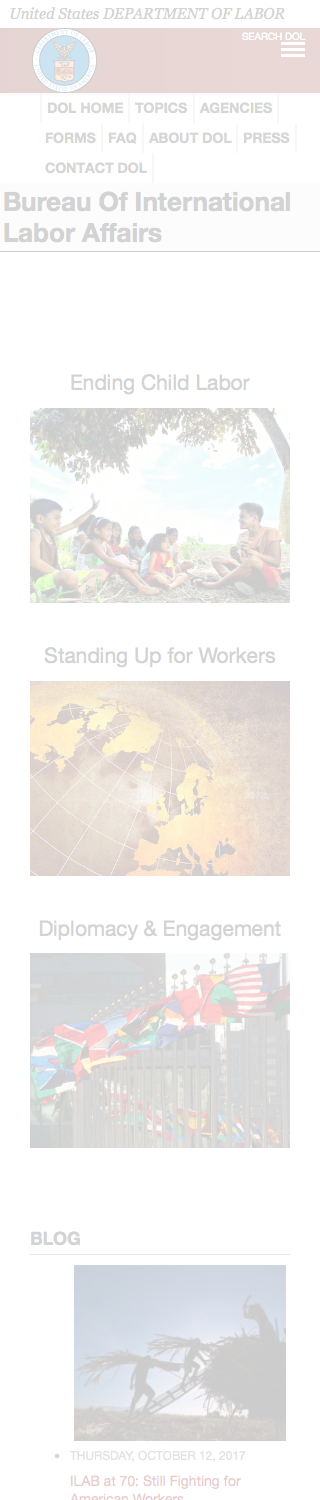 United States DEPARTMENT OF LABOR
SEARCH DOL
DOL HOME TOPICS AGENCIES
FORMS FAQ ABOUT DOL PRESS
CONTACT DOL
Bureau Of International
Labor Affairs
Ending Child Labor
Standing Up for Workers
Diplomacy & Engagement
BLOG
THURSDAY, OCTOBER 12, 2017
ILAB at 70: Still Fighting for
American Workers